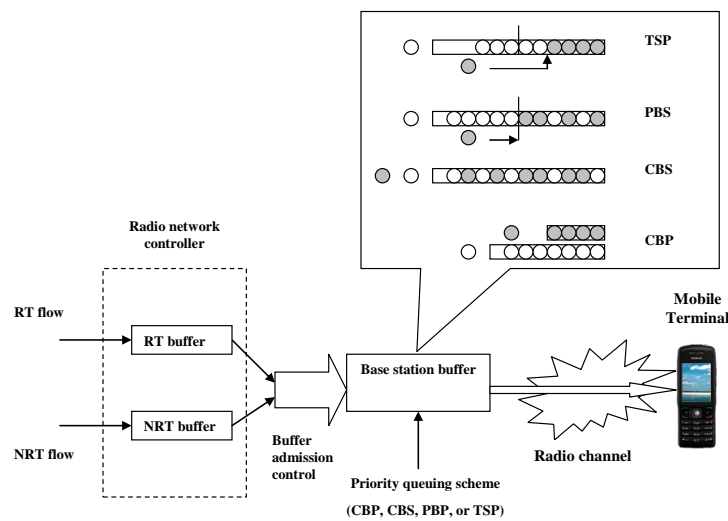 TSP
PBS
CBS
CBP
Radio network
controller
Mobile
Terminal
RT flow
RT buffer
Base station buffer
NRT buffer
NRT flow
Buffer
admission
control
Radio channel
Priority queuing scheme
(CBP, CBS, PBP, or TSP)